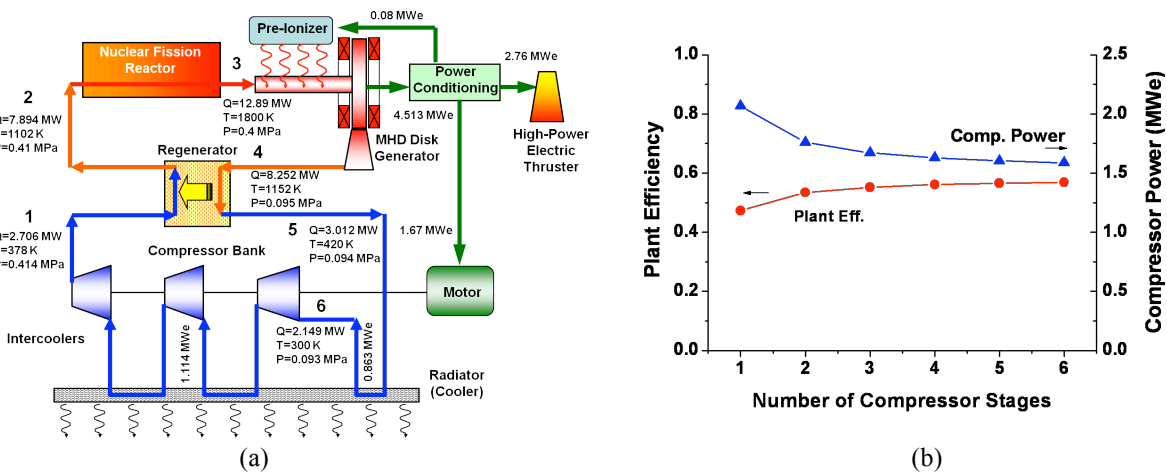 0.08 MWe
Pre-Ionizer
Nuclear Fission
Reactor
3
2.76 MWe
Power
Conditioning
2
Q=7.894 MW
T=1102 K
P=0.41 MPa
Q=12.89 MW
T=1800 K
P=0.4 MPa
4.513 MWe
MHD Disk
Generator
High-Power
Electric
Thruster
Regenerator
4
Q=8.252 MW
T=1152 K
P=0.095 MPa
1
Q=2.706 MW
T=378 K
P=0.414 MPa
5
Q=3.012 MW
T=420 K
P=0.094 MPa
1.67 MWe
Compressor Bank
Motor
6
Q=2.149 MW
T=300 K
P=0.093 MPa
Intercoolers
1.114 MWe
0.863 MWe
Radiator
(Cooler)
(a)
Plant Efficiency
1.0
0.8
0.6
0.4
0.2
0.0
Comp. Power
Plant Eff.
2.5
2.0
1.5
1.0
0.5
0.0
Compressor Power (MWe)
1 2 3 4 5 6
Number of Compressor Stages
(b)